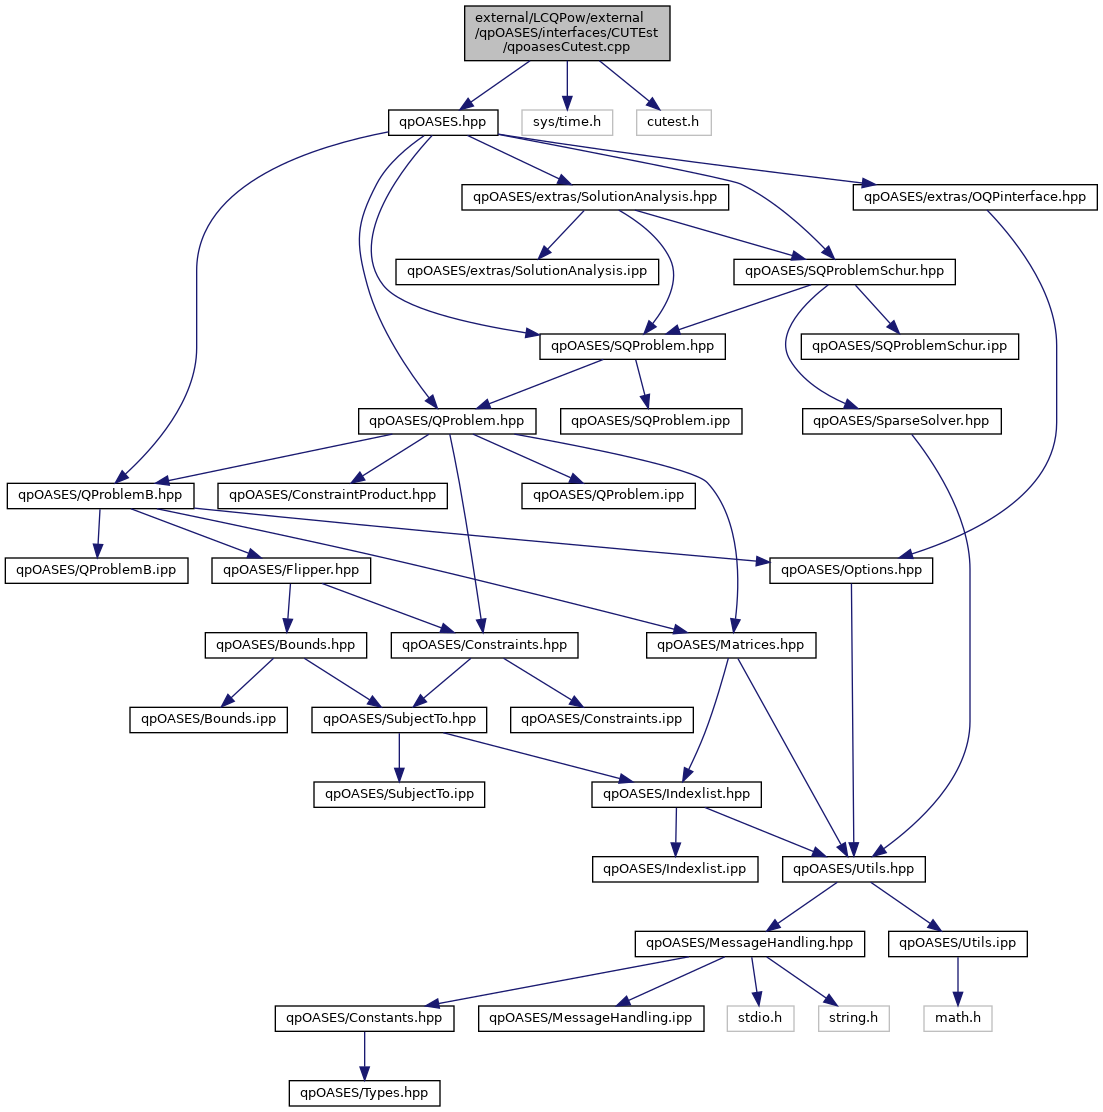 external/LCQPow/external
/qpOASES/interfaces/CUTEst
/qpoasesCutest.cpp
qpOASES.hpp
sys/time.h
cutest.h
qpOASES/extras/SolutionAnalysis.hpp
qpOASES/extras/OQPinterface.hpp
qpOASES/extras/SolutionAnalysis.ipp
qpOASES/SQProblemSchur.hpp
qpOASES/SQProblem.hpp
qpOASES/SQProblemSchur.ipp
qpOASES/QProblem.hpp
qpOASES/SQProblem.ipp
qpOASES/SparseSolver.hpp
qpOASES/QProblemB.hpp
qpOASES/ConstraintProduct.hpp
qpOASES/QProblem.ipp
qpOASES/QProblemB.ipp
qpOASES/Flipper.hpp
qpOASES/Options.hpp
qpOASES/Bounds.hpp
qpOASES/Constraints.hpp
qpOASES/Matrices.hpp
qpOASES/Bounds.ipp
qpOASES/SubjectTo.hpp
qpOASES/Constraints.ipp
qpOASES/SubjectTo.ipp
qpOASES/Indexlist.hpp
qpOASES/Indexlist.ipp
qpOASES/Utils.hpp
qpOASES/MessageHandling.hpp
qpOASES/Utils.ipp
qpOASES/Constants.hpp
qpOASES/MessageHandling.ipp
stdio.h
string.h
math.h
qpOASES/Types.hpp